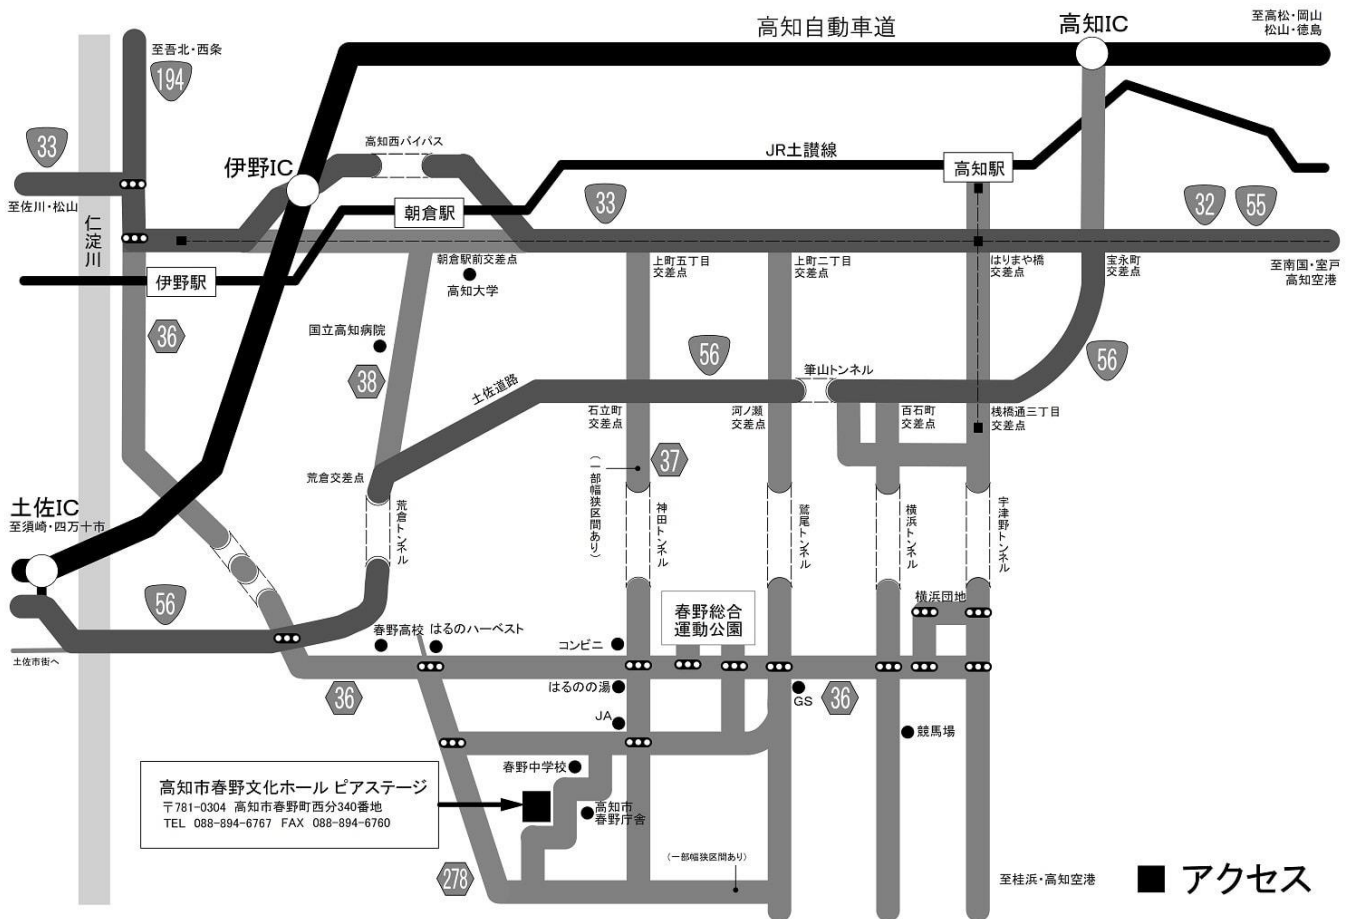 高知自動車道
高知IC
至高松・岡山
松山・徳島
至吾北・西条
194
33
伊野IC
高知西バイパス
JR土讃線
高知駅
至佐川・松山
仁淀川
朝倉駅
33
32
55
伊野駅
朝倉駅前交差点
高知大学
上町五丁目
交差点
上町二丁目
交差点
はりまや橋
交差点
宝永町
交差点
至南国・室戸
高知空港
36
国立高知病院
38
土佐道路
56
筆山トンネル
56
石立町
交差点
河ノ瀬
交差点
百石町
交差点
桟橋通三丁目
交差点
荒倉交差点
37
(一部幅狭区間あり)
土佐IC
至須崎・四万十市
荒倉トンネル
神田トンネル
鷲尾トンネル
横浜トンネル
宇津野トンネル
56
土佐市街へ
春野高校
はるのハーベスト
コンビニ
春野総合
運動公園
横浜団地
36
はるのの湯
GS
36
JA
競馬場
春野中学校
高知市
春野庁舎
高知市春野文化ホール ピアステージ
〒781-0304 高知市春野町西分340番地
TEL 088-894-6767 FAX 088-894-6760
278
(一部幅狭区間あり)
至桂浜・高知空港
■ アクセス